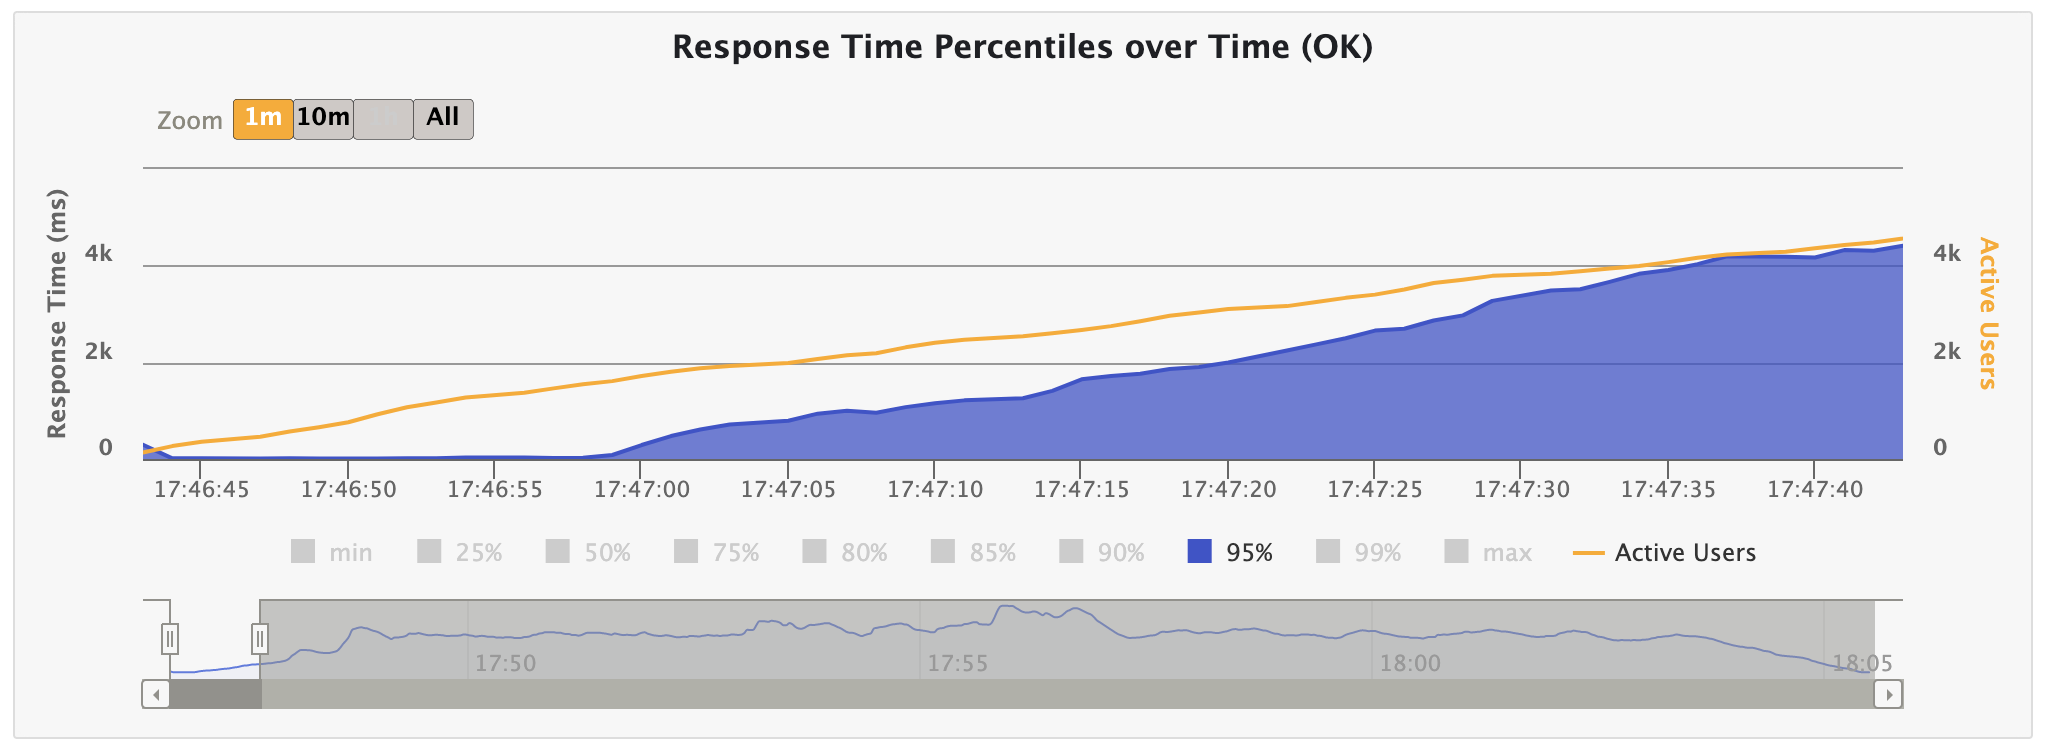 Response Time Percentiles over Time (OK)
Zoom 1m 10m All
Response Time (ms)
4k
2k
0
4k
2k
0
Active Users
17:46:45 17:46:50 17:46:55 17:47:00 17:47:05 17:47:10 17:47:15 17:47:20 17:47:25 17:47:30 17:47:35 17:47:40
min 25% 50% 75% 80% 85% 90% 95% 99% max Active Users
17:50 17:55 18:00 18:05